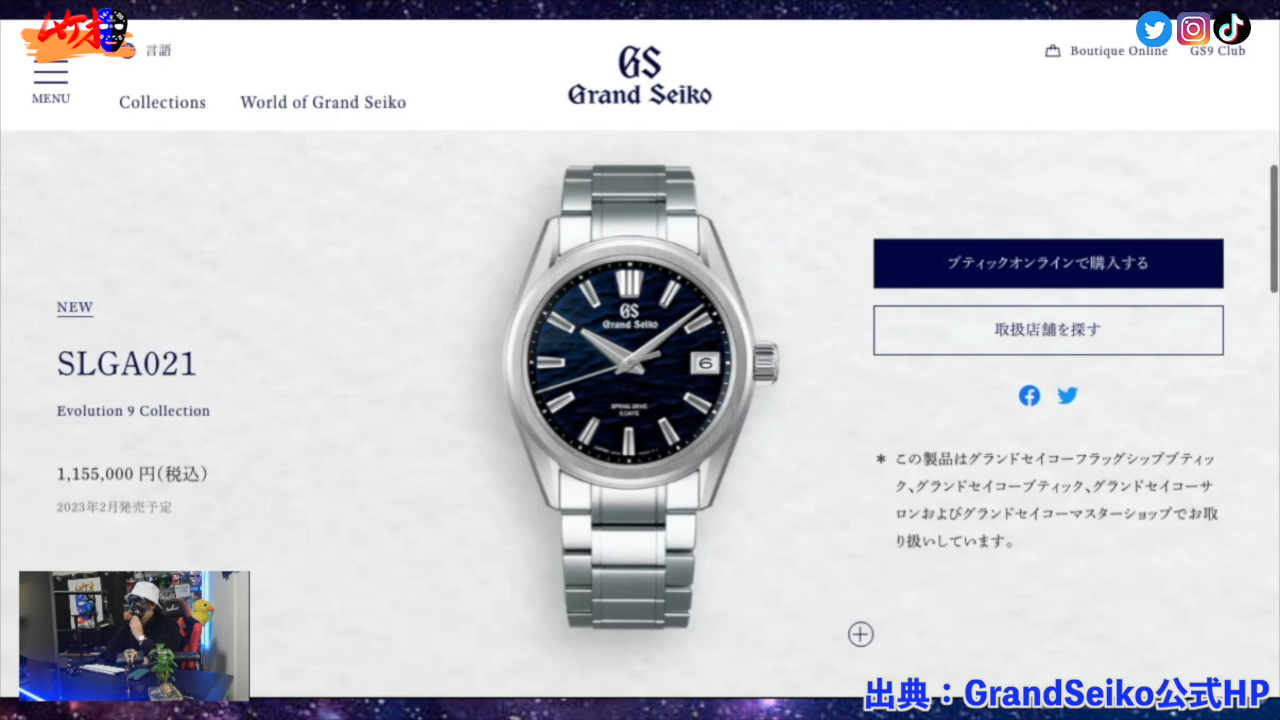 言語
MENU
Collections
World of Grand Seiko
GS
Grand Seiko
Boutique Online
GS9 Club
NEW
SLGA021
Evolution 9 Collection
1,155,000 円(税込)
2023年2月発売予定
GS
Grand Seiko
6
SPRING DRIVE
5 DAYS
ブティックオンラインで購入する
取扱店舗を探す
* この製品はグランドセイコーフラッグシップブティッ
ク、グランドセイコーブティック、グランドセイコーサ
ロンおよびグランドセイコーマスターショップでお取
り扱いしています。
出典：GrandSeiko公式HP